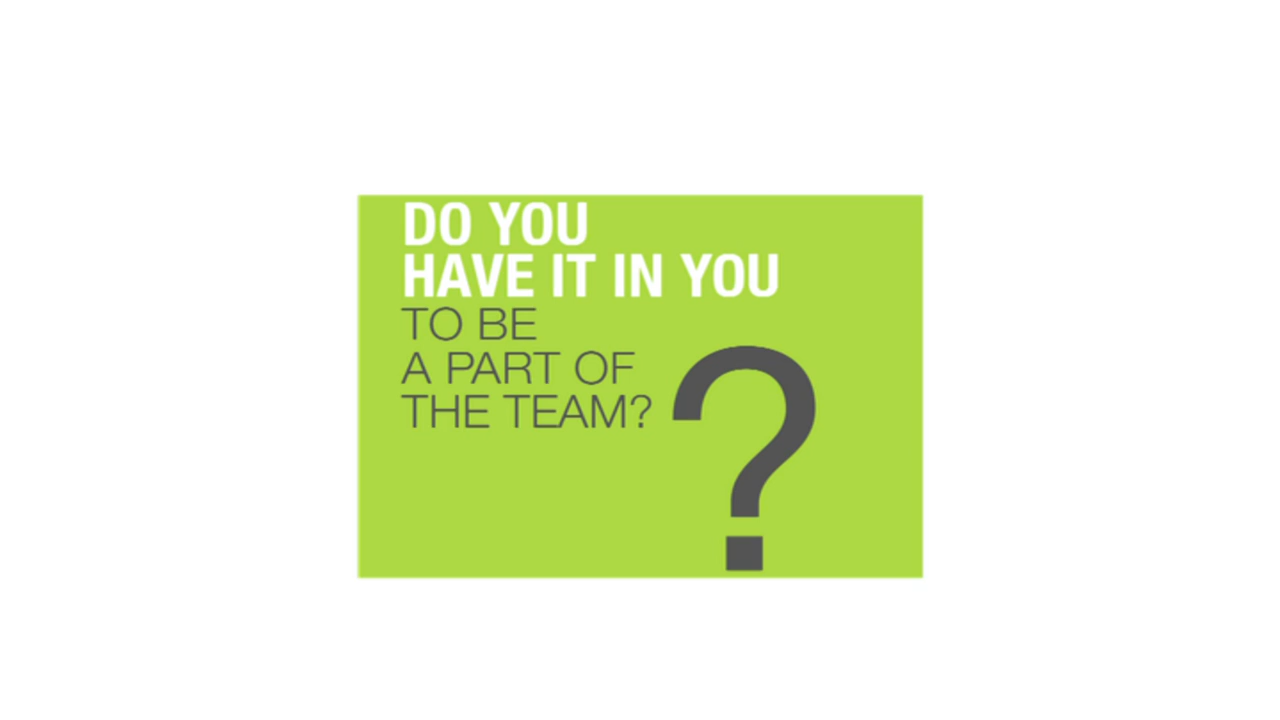 DO YOU
HAVE IT IN YOU
TO BE
A PART OF
THE TEAM?
?